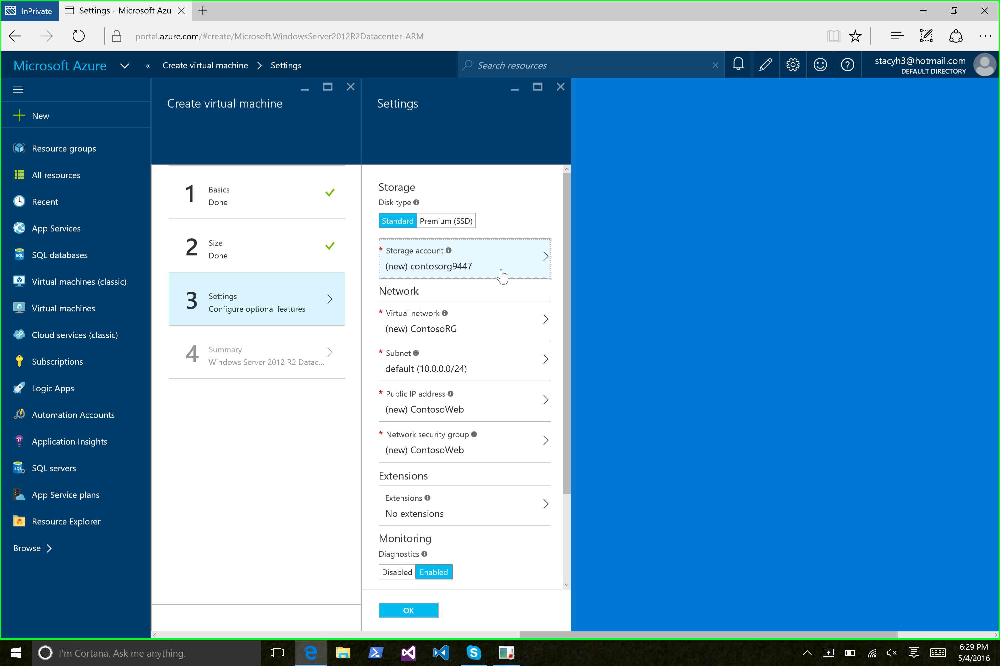 InPrivate
Settings - Microsoft Azu
portal.azure.com/#create/Microsoft.WindowsServer2012R2Datacenter-ARM
Microsoft Azure
«
Create virtual machine
Settings
Search resources
stacyh3@hotmail.com
DEFAULT DIRECTORY
New
Resource groups
All resources
Recent
App Services
SQL databases
Virtual machines (classic)
Virtual machines
Cloud services (classic)
Subscriptions
Logic Apps
Automation Accounts
Application Insights
SQL servers
App Service plans
Resource Explorer
Browse
Create virtual machine
1
Basics
Done
2
Size
Done
3
Settings
Configure optional features
4
Summary
Windows Server 2012 R2 Datac...
Settings
Storage
Disk type
Standard
Premium (SSD)
* Storage account
(new) contosorg9447
Network
* Virtual network
(new) ContosoRG
* Subnet
default (10.0.0.0/24)
* Public IP address
(new) ContosoWeb
* Network security group
(new) ContosoWeb
Extensions
Extensions
No extensions
Monitoring
Diagnostics
Disabled
Enabled
OK
I'm Cortana. Ask me anything.
6:29 PM
5/4/2016